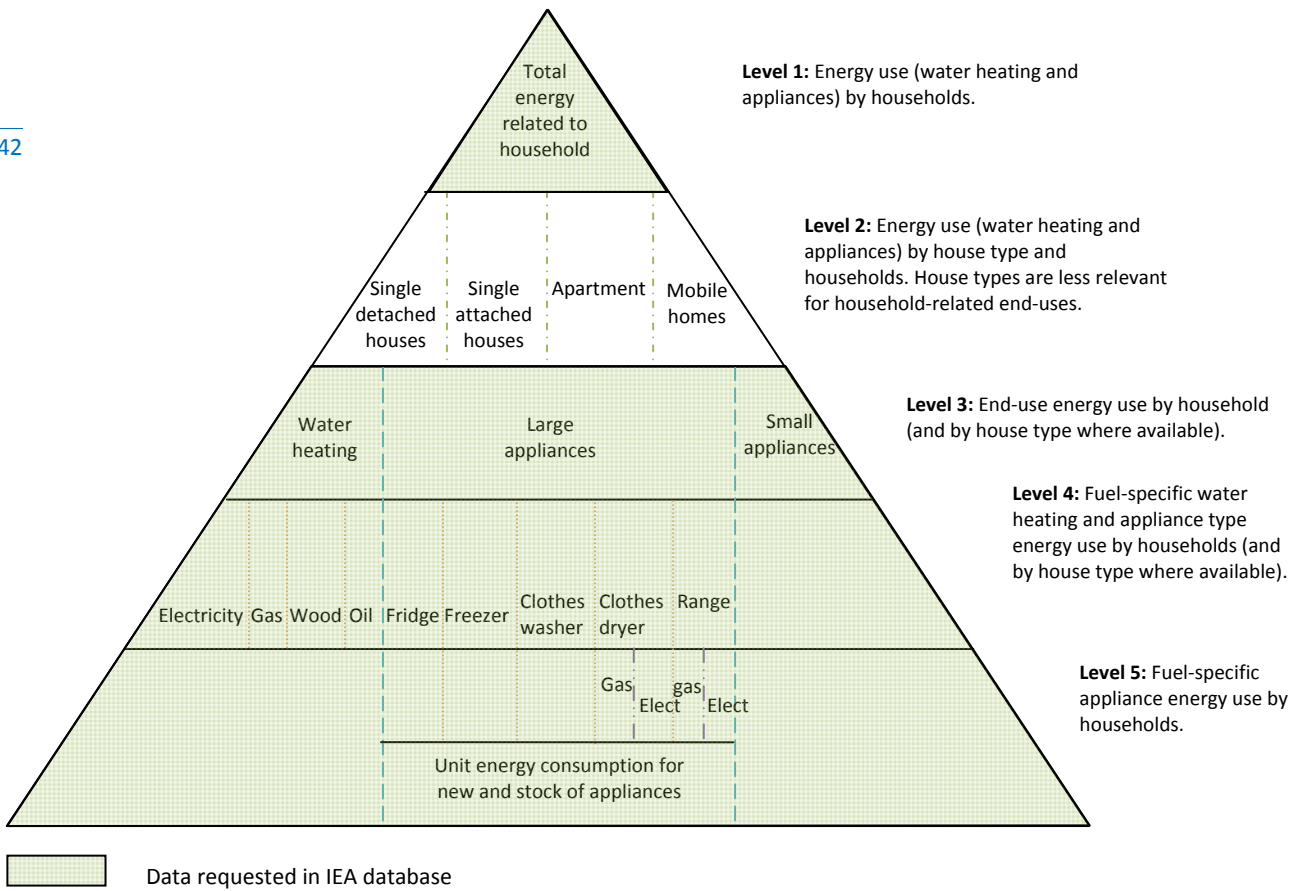 Total
energy
related to
household
Level 1: Energy use (water heating and
appliances) by households.
42
Level 2: Energy use (water heating and
appliances) by house type and
households. House types are less relevant
for household-related end-uses.
Single
detached
houses
Single
attached
houses
Apartment
Mobile
homes
Level 3: End-use energy use by household
(and by house type where available).
Water
heating
Large
appliances
Small
appliances
Level 4: Fuel-specific water
heating and appliance type
energy use by households (and
by house type where available).
Electricity
Gas
Wood
Oil
Fridge
Freezer
Clothes
washer
Clothes
dryer
Range
Level 5: Fuel-specific
appliance energy use by
households.
Gas
Elect
gas
Elect
Unit energy consumption for
new and stock of appliances
Data requested in IEA database